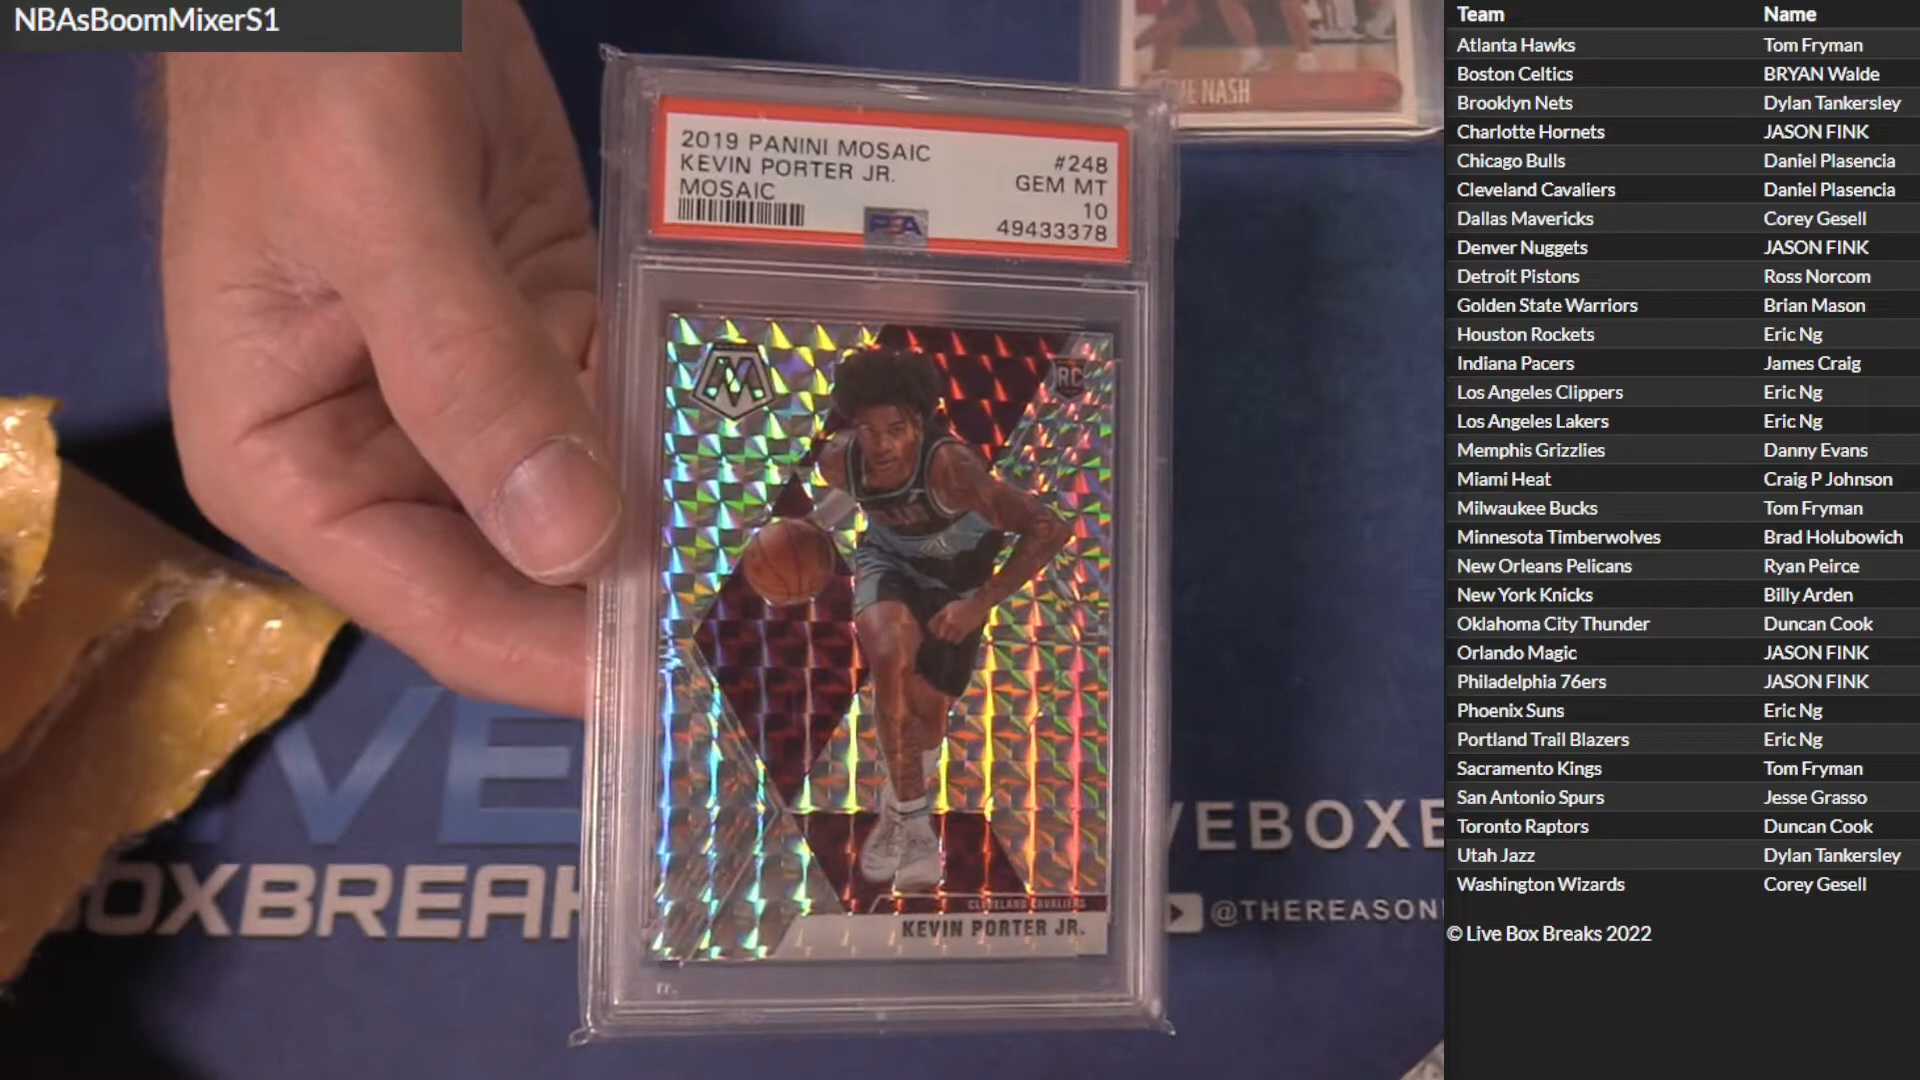 NBAsBoomMixerS1
NASH
2019 PANINI MOSAIC
KEVIN PORTER JR.
MOSAIC
#248
GEM MT
10
49433378
PSA
M
RC
CLEVELAND CAVALIERS
KEVIN PORTER JR.
VE
OXBREAK
VEBOXE
@THEREASON
Team Name
Atlanta Hawks Tom Fryman
Boston Celtics BRYAN Walde
Brooklyn Nets Dylan Tankersley
Charlotte Hornets JASON FINK
Chicago Bulls Daniel Plasencia
Cleveland Cavaliers Daniel Plasencia
Dallas Mavericks Corey Gesell
Denver Nuggets JASON FINK
Detroit Pistons Ross Norcom
Golden State Warriors Brian Mason
Houston Rockets Eric Ng
Indiana Pacers James Craig
Los Angeles Clippers Eric Ng
Los Angeles Lakers Eric Ng
Memphis Grizzlies Danny Evans
Miami Heat Craig P Johnson
Milwaukee Bucks Tom Fryman
Minnesota Timberwolves Brad Holubowich
New Orleans Pelicans Ryan Peirce
New York Knicks Billy Arden
Oklahoma City Thunder Duncan Cook
Orlando Magic JASON FINK
Philadelphia 76ers JASON FINK
Phoenix Suns Eric Ng
Portland Trail Blazers Eric Ng
Sacramento Kings Tom Fryman
San Antonio Spurs Jesse Grasso
Toronto Raptors Duncan Cook
Utah Jazz Dylan Tankersley
Washington Wizards Corey Gesell
© Live Box Breaks 2022